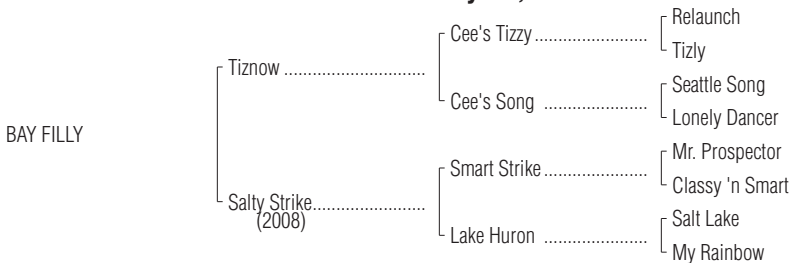 Relaunch
Cee's Tizzy ..............................
Tizly
Tiznow ..............................
Seattle Song
Cee's Song ......................
Lonely Dancer
BAY FILLY
Mr. Prospector
Smart Strike......................
Classy 'n Smart
Salty Strike........................
(2008)
Salt Lake
Lake Huron ......................
My Rainbow